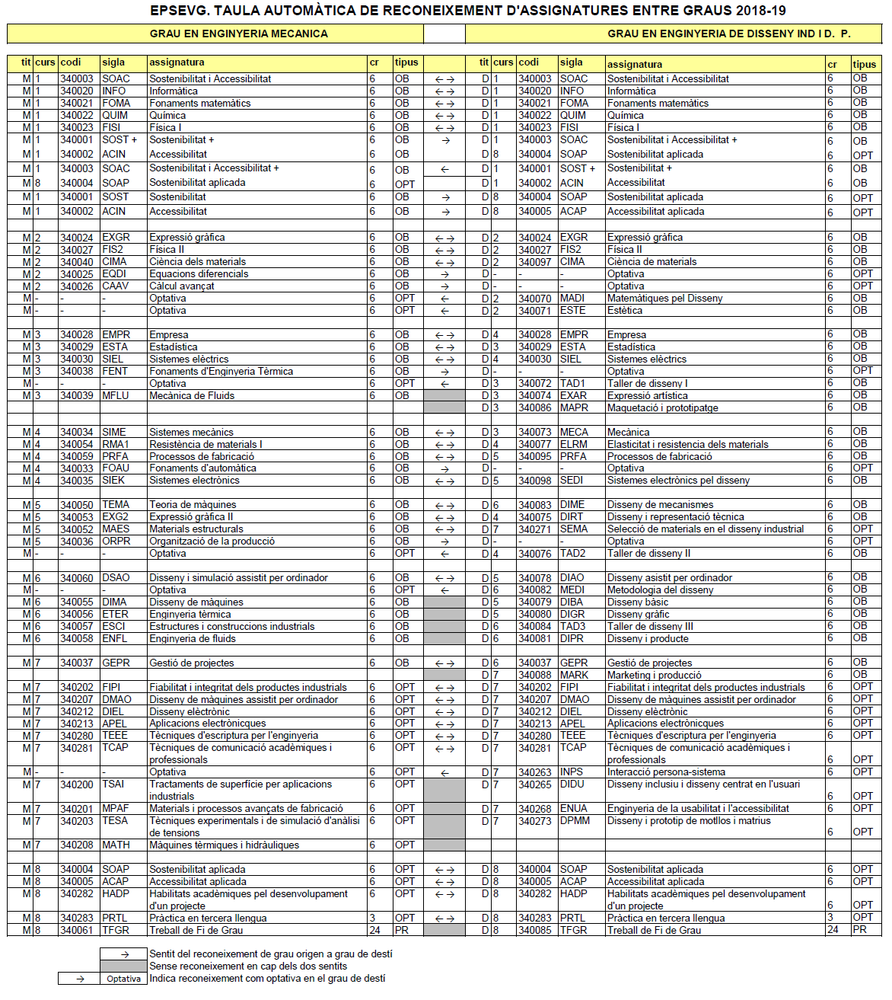 EPSEVG. TAULA AUTOMÀTICA DE RECONEIXEMENT D'ASSIGNATURES ENTRE GRAUS 2018-19
GRAU EN ENGINYERIA MECANICA GRAU EN ENGINYERIA DE DISSENY IND I D. P.
tit curs codi sigla assignatura cr tipus tit curs codi sigla assignatura cr tipus
M 1 340003 SOAC Sostenibilitat i Accessibilitat 6 OB ←→ D 1 340003 SOAC Sostenibilitat i Accessibilitat 6 OB
M 1 340020 INFO Informàtica 6 OB ←→ D 1 340020 INFO Informàtica 6 OB
M 1 340021 FOMA Fonaments matemàtics 6 OB ←→ D 1 340021 FOMA Fonaments matemàtics 6 OB
M 1 340022 QUIM Química 6 OB ←→ D 1 340022 QUIM Química 6 OB
M 1 340023 FISI Física I 6 OB ←→ D 1 340023 FISI Física I 6 OB
M 1 340001 SOST + Sostenibilitat + 6 OB → D 1 340003 SOAC Sostenibilitat i Accessibilitat + 6 OB
M 1 340002 ACIN Accessibilitat 6 OB D 8 340004 SOAP Sostenibilitat aplicada 6 OPT
M 1 340003 SOAC Sostenibilitat i Accessibilitat + 6 OB ← D 1 340001 SOST + Sostenibilitat + 6 OB
M 8 340004 SOAP Sostenibilitat aplicada 6 OPT D 1 340002 ACIN Accessibilitat 6 OB
M 1 340001 SOST Sostenibilitat 6 OB → D 8 340004 SOAP Sostenibilitat aplicada 6 OPT
M 1 340002 ACIN Accessibilitat 6 OB → D 8 340005 ACAP Accessibilitat aplicada 6 OPT
M 2 340024 EXGR Expressió gràfica 6 OB ←→ D 2 340024 EXGR Expressió gràfica 6 OB
M 2 340027 FIS2 Física II 6 OB ←→ D 2 340027 FIS2 Física II 6 OB
M 2 340040 CIMA Ciència dels materials 6 OB ←→ D 2 340097 CIMA Ciència de materials 6 OB
M 2 340025 EQDI Equacions diferencials 6 OB → D - - - Optativa 6 OPT
M 2 340026 CAAV Càlcul avançat 6 OB → D - - - Optativa 6 OPT
M - - - Optativa 6 OPT ← D 2 340070 MADI Matemàtiques pel Disseny 6 OB
M - - - Optativa 6 OPT ← D 2 340071 ESTE Estètica 6 OB
M 3 340028 EMPR Empresa 6 OB ←→ D 4 340028 EMPR Empresa 6 OB
M 3 340029 ESTA Estadística 6 OB ←→ D 3 340029 ESTA Estadística 6 OB
M 3 340030 SIEL Sistemes elèctrics 6 OB ←→ D 4 340030 SIEL Sistemes elèctrics 6 OB
M 3 340038 FENT Fonaments d'Enginyeria Tèrmica 6 OB → D - - - Optativa 6 OPT
M - - - Optativa 6 OPT ← D 3 340072 TAD1 Taller de disseny I 6 OB
M 3 340039 MFLU Mecànica de Fluids 6 OB D 3 340074 EXAR Expressió artística 6 OB
D 3 340086 MAPR Maquetació i prototipatge 6 OB
M 4 340034 SIME Sistemes mecànics 6 OB ←→ D 3 340073 MECA Mecànica 6 OB
M 4 340054 RMA1 Resistència de materials I 6 OB ←→ D 4 340077 ELRM Elasticitat i resistencia dels materials 6 OB
M 4 340059 PRFA Processos de fabricació 6 OB ←→ D 5 340095 PRFA Processos de fabricació 6 OB
M 4 340033 FOAU Fonaments d'automàtica 6 OB → D - - - Optativa 6 OPT
M 4 340035 SIEK Sistemes electrònics 6 OB ←→ D 5 340098 SEDI Sistemes electrònics pel disseny 6 OB
M 5 340050 TEMA Teoria de màquines 6 OB ←→ D 6 340083 DIME Disseny de mecanismes 6 OB
M 5 340053 EXG2 Expressió gràfica II 6 OB ←→ D 4 340075 DIRT Disseny i representació tècnica 6 OB
M 5 340052 MAES Materials estructurals 6 OB ←→ D 7 340271 SEMA Selecció de materials en el disseny industrial 6 OPT
M 5 340036 ORPR Organització de la producció 6 OB → D - - - Optativa 6 OPT
M - - - Optativa 6 OPT ← D 4 340076 TAD2 Taller de disseny II 6 OB
M 6 340060 DSAO Disseny i simulació assistit per ordinador 6 OB ←→ D 5 340078 DIAO Disseny asistit per ordinador 6 OB
M - - - Optativa 6 OPT ← D 6 340082 MEDI Metodologia del disseny 6 OB
M 6 340055 DIMA Disseny de màquines 6 OB D 5 340079 DIBA Disseny bàsic 6 OB
M 6 340056 ETER Enginyeria tèrmica 6 OB D 5 340080 DIGR Disseny gràfic 6 OB
M 6 340057 ESCI Estructures i construccions industrials 6 OB D 6 340084 TAD3 Taller de disseny III 6 OB
M 6 340058 ENFL Enginyeria de fluids 6 OB D 6 340081 DIPR Disseny i producte 6 OB
M 7 340037 GEPR Gestió de projectes 6 OB ←→ D 6 340037 GEPR Gestió de projectes 6 OB
D 7 340088 MARK Marketing i producció 6 OB
M 7 340202 FIPI Fiabilitat i integritat dels productes industrials 6 OPT ←→ D 7 340202 FIPI Fiabilitat i integritat dels productes industrials 6 OPT
M 7 340207 DMAO Disseny de màquines assistit per ordinador 6 OPT ←→ D 7 340207 DMAO Disseny de màquines assistit per ordinador 6 OPT
M 7 340212 DIEL Disseny elèctrònic 6 OPT ←→ D 7 340212 DIEL Disseny elèctrònic 6 OPT
M 7 340213 APEL Aplicacions electrònicques 6 OPT ←→ D 7 340213 APEL Aplicacions electrònicques 6 OPT
M 7 340280 TEEE Tècniques d'escriptura per l'enginyeria 6 OPT ←→ D 7 340280 TEEE Tècniques d'escriptura per l'enginyeria 6 OPT
M 7 340281 TCAP Tècniques de comunicació acadèmiques i 6 OPT ←→ D 7 340281 TCAP Tècniques de comunicació acadèmiques i
professionals professionals 6 OPT
M - - - Optativa 6 OPT ← D 7 340263 INPS Interacció persona-sistema 6 OPT
M 7 340200 TSAI Tractaments de superfície per aplicacions 6 OPT D 7 340265 DIDU Disseny inclusiu i disseny centrat en l'usuari
industrials 6 OPT
M 7 340201 MPAF Materials i processos avançats de fabricació 6 OPT D 7 340268 ENUA Enginyeria de la usabilitat i l'accessibilitat 6 OPT
M 7 340203 TESA Tècniques experimentals i de simulació d'anàlisi 6 OPT D 7 340273 DPMM Disseny i prototip de motllos i matrius
de tensions 6 OPT
M 7 340208 MATH Màquines tèrmiques i hidràuliques 6 OPT
M 8 340004 SOAP Sostenibilitat aplicada 6 OPT ←→ D 8 340004 SOAP Sostenibilitat aplicada 6 OPT
M 8 340005 ACAP Accessibilitat aplicada 6 OPT ←→ D 8 340005 ACAP Accessibilitat aplicada 6 OPT
M 8 340282 HADP Habilitats acadèmiques pel desenvolupament 6 OPT ←→ D 8 340282 HADP Habilitats acadèmiques pel desenvolupament
d'un projecte d'un projecte 6 OPT
M 8 340283 PRTL Pràctica en tercera llengua 3 OPT ←→ D 8 340283 PRTL Pràctica en tercera llengua 3 OPT
M 8 340061 TFGR Treball de Fi de Grau 24 PR D 8 340085 TFGR Treball de Fi de Grau 24 PR
→ Sentit del reconeixement de grau origen a grau de destí
Sense reconeixement en cap dels dos sentits
→ Optativa Indica reconeixement com optativa en el grau de destí